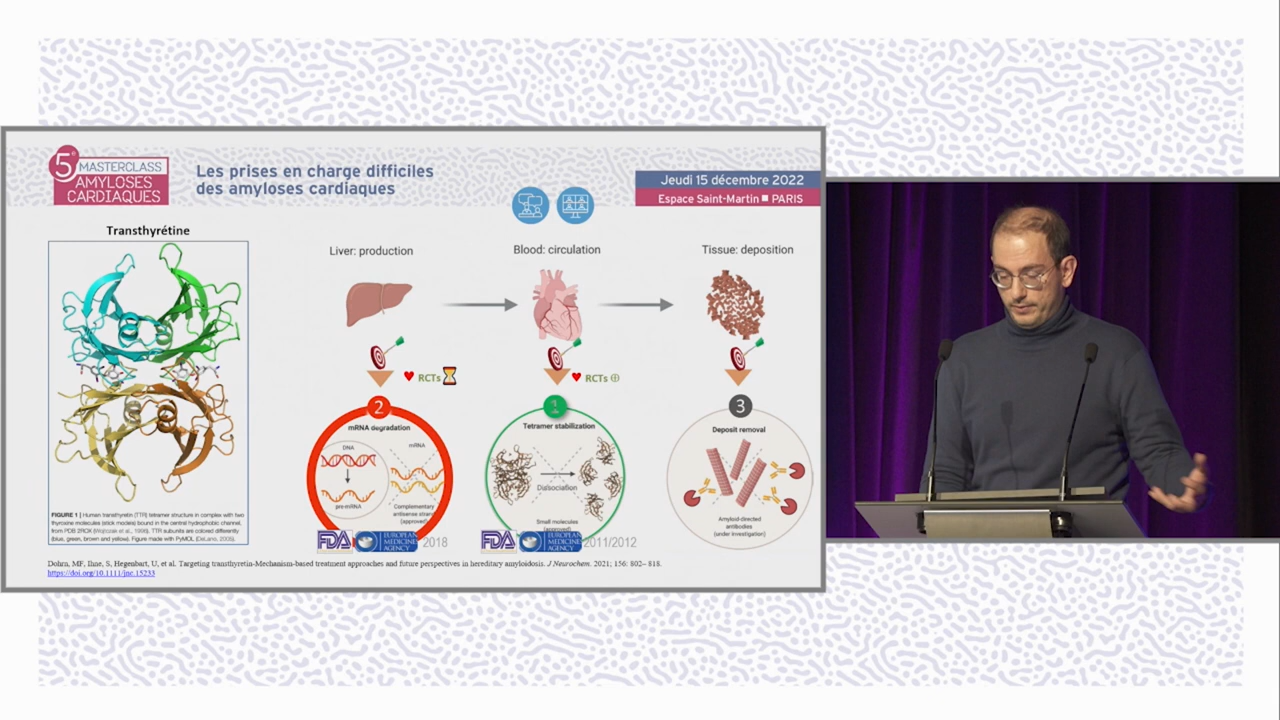 5e MASTERCLASS
AMYLOSES
CARDIAQUES
Les prises en charge difficiles
des amyloses cardiaques
Jeudi 15 décembre 2022
Espace Saint-Martin ■ PARIS
Transthyrétine
Liver: production
Blood: circulation
Tissue: deposition
RCTs
RCTs
2
1
3
mRNA degradation
DNA
mRNA
pre-mRNA
Complementary
antisense strand
(approved)
Tetramer stabilization
Dissociation
Small molecules
(approved)
Deposit removal
Amyloid-directed
antibodies
(under investigation)
FIGURE 1 | Human transthyretin (TTR) tetramer structure in complex with two
thyroxine molecules (stick models) bound in the central hydrophobic channel,
from PDB 2ROX (Wojtczak et al., 1996). TTR subunits are colored differently
(blue, green, brown and yellow). Figure made with PyMOL (DeLano, 2005).
FDA
EUROPEAN
MEDICINES
AGENCY
2018
FDA
EUROPEAN
MEDICINES
AGENCY
2011/2012
Dohrn, MF, Ihne, S, Hegenbart, U, et al. Targeting transthyretin-Mechanism-based treatment approaches and future perspectives in hereditary amyloidosis. J Neurochem. 2021; 156: 802– 818.
https://doi.org/10.1111/jnc.15233